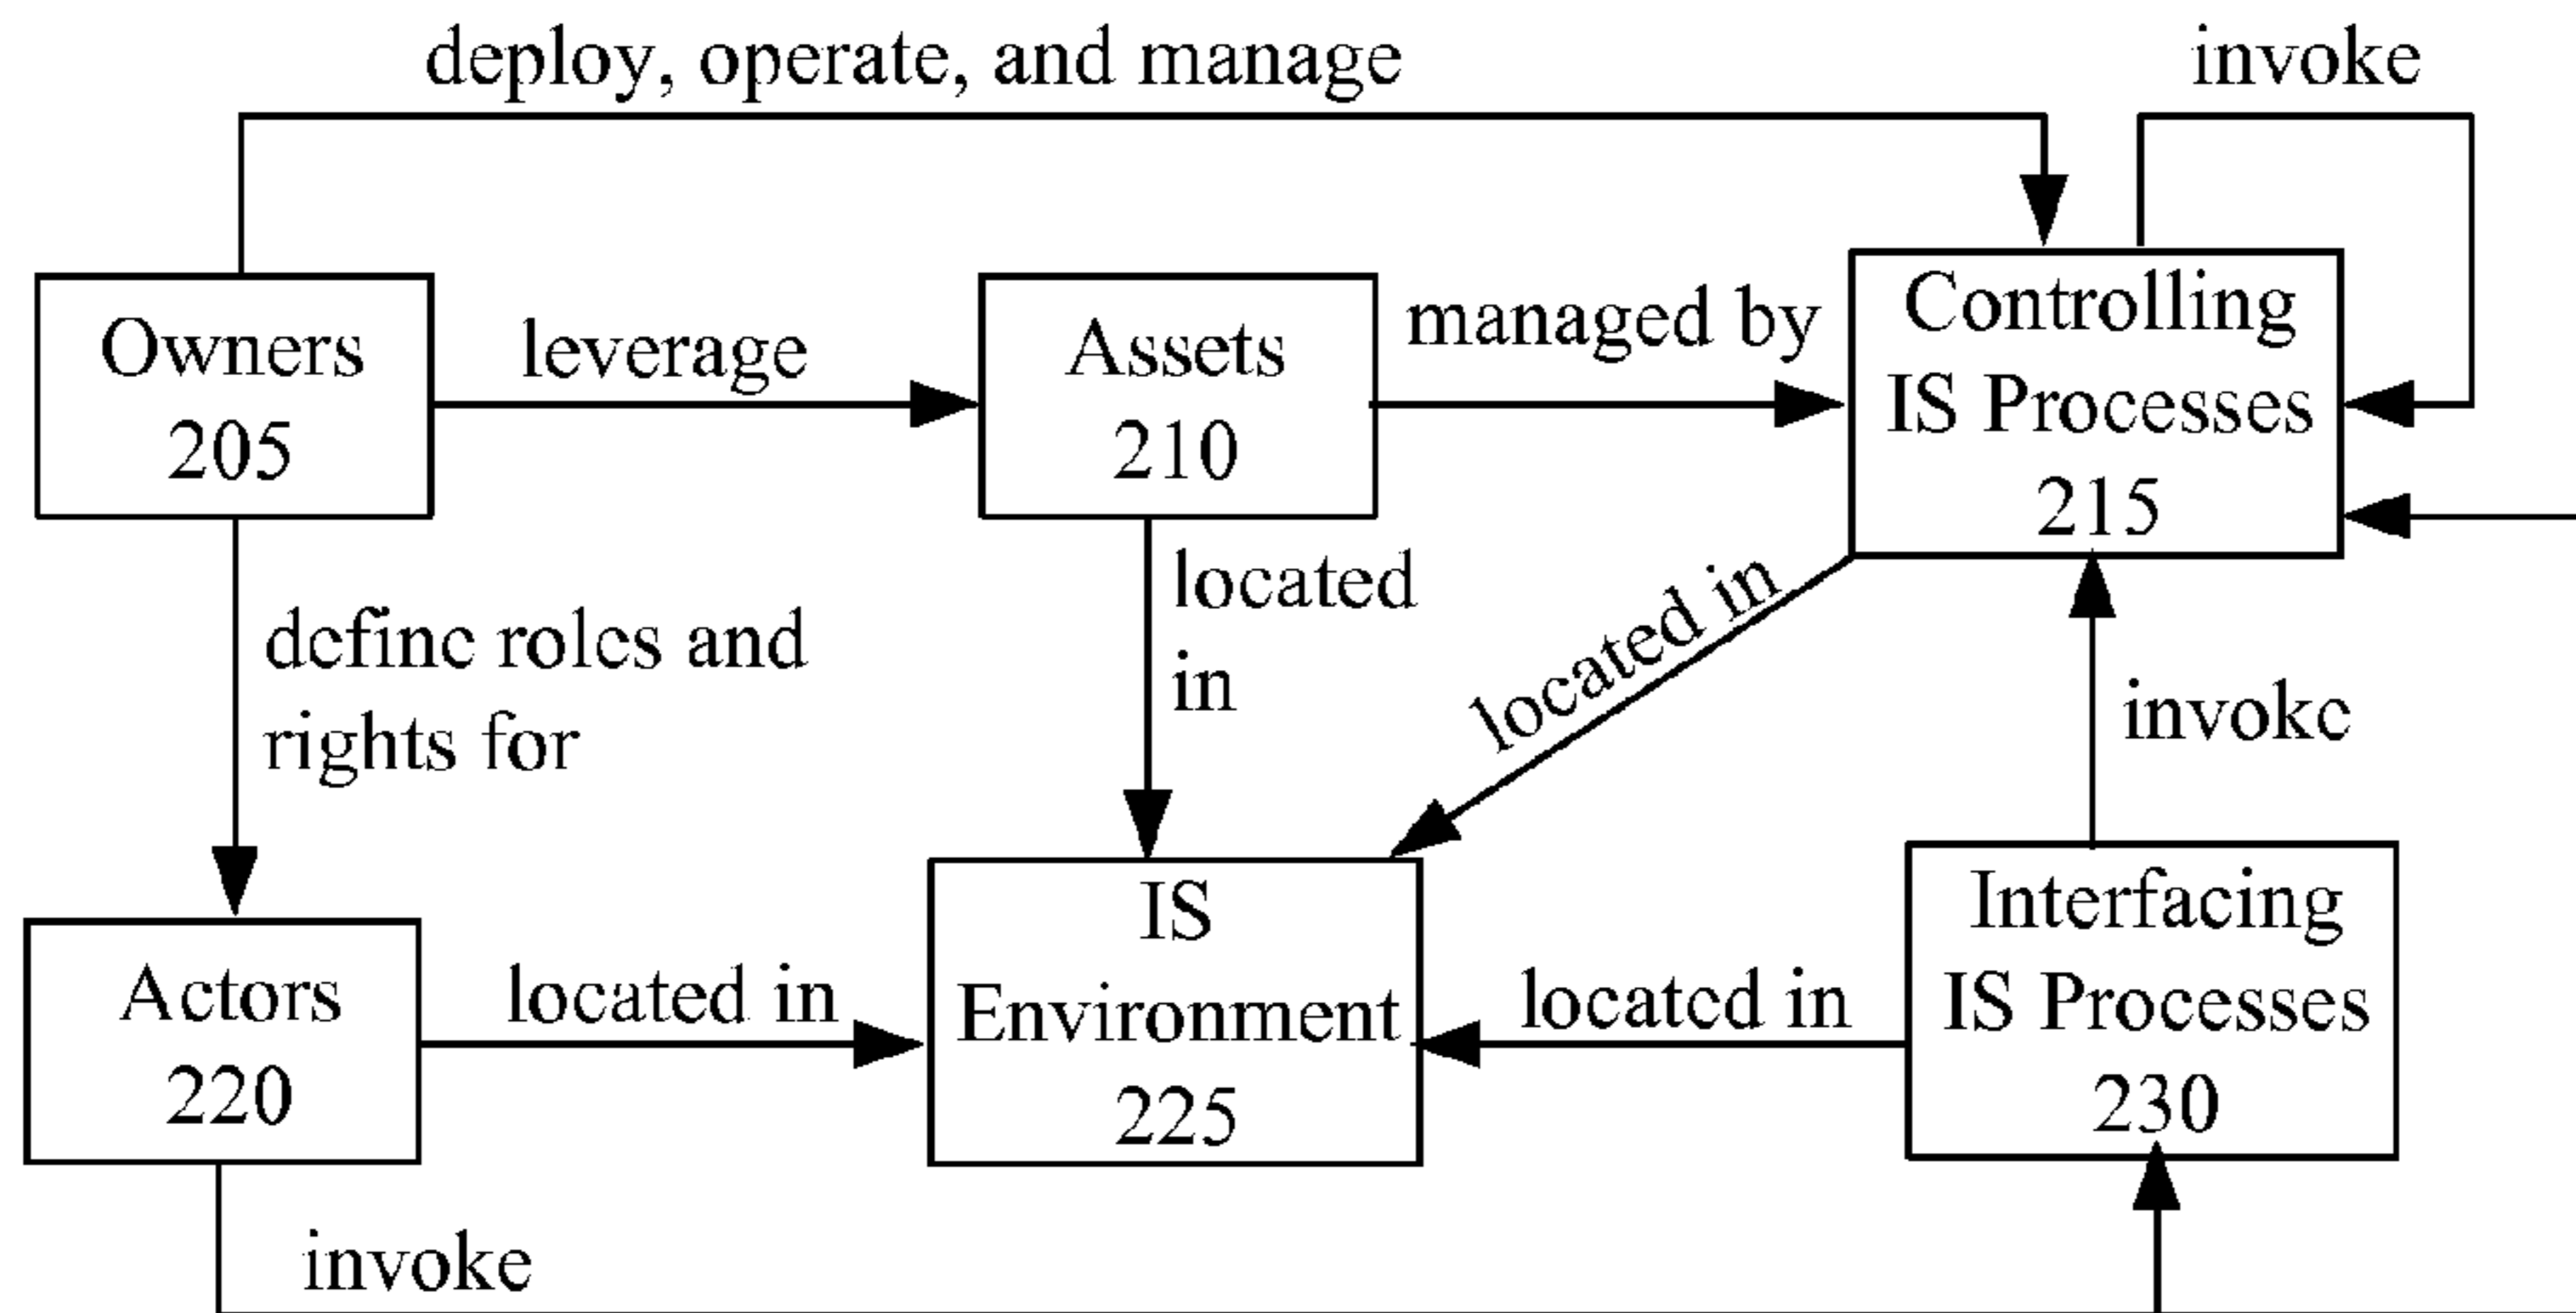 deploy, operate, and manage
invoke
Owners
205
leverage
Assets
210
managed by
Controlling
IS Processes
215
define roles and
rights for
located
in
located in
invoke
Actors
220
located in
IS
Environment
225
located in
Interfacing
IS Processes
230
invoke